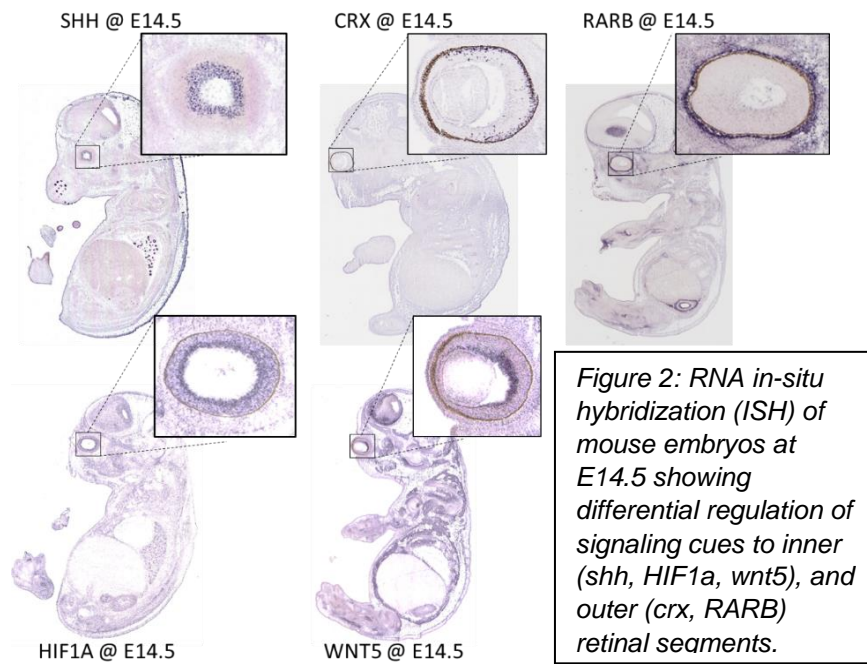 SHH @ E14.5
CRX @ E14.5
RARB @ E14.5
HIF1A @ E14.5
WNT5 @ E14.5
Figure 2: RNA in-situ
hybridization (ISH) of
mouse embryos at
E14.5 showing
differential regulation of
signaling cues to inner
(shh, HIF1a, wnt5), and
outer (crx, RARB)
retinal segments.